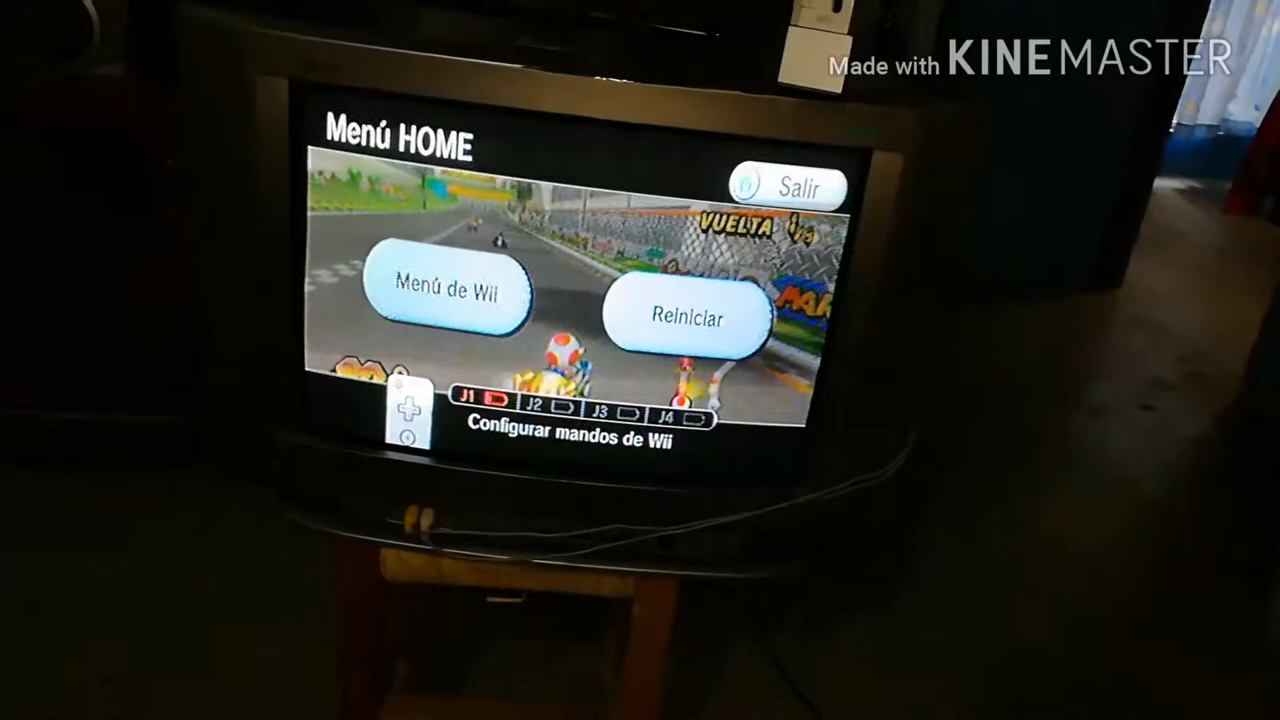 Made with KINEMASTER
Menú HOME
Salir
VUELTA
Menú de Wii
Reiniciar
MAR
J1 J2 J3 J4
Configurar mandos de Wii